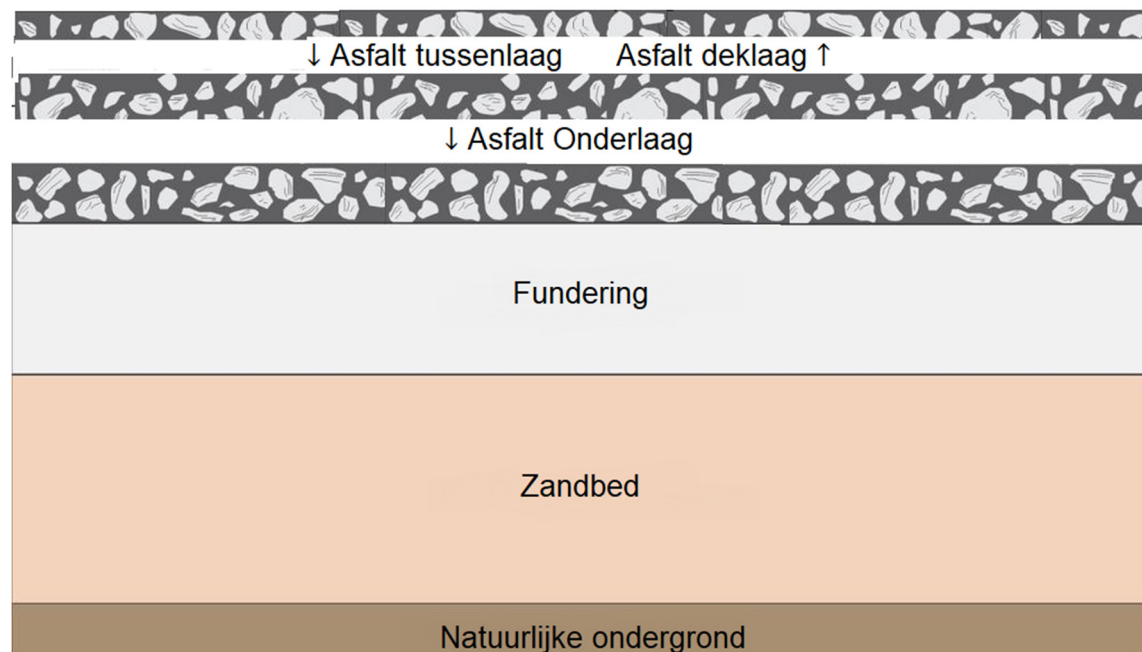 ↓ Asfalt tussenlaag Asfalt deklaag ↑
↓ Asfalt Onderlaag
Fundering
Zandbed
Natuurlijke ondergrond